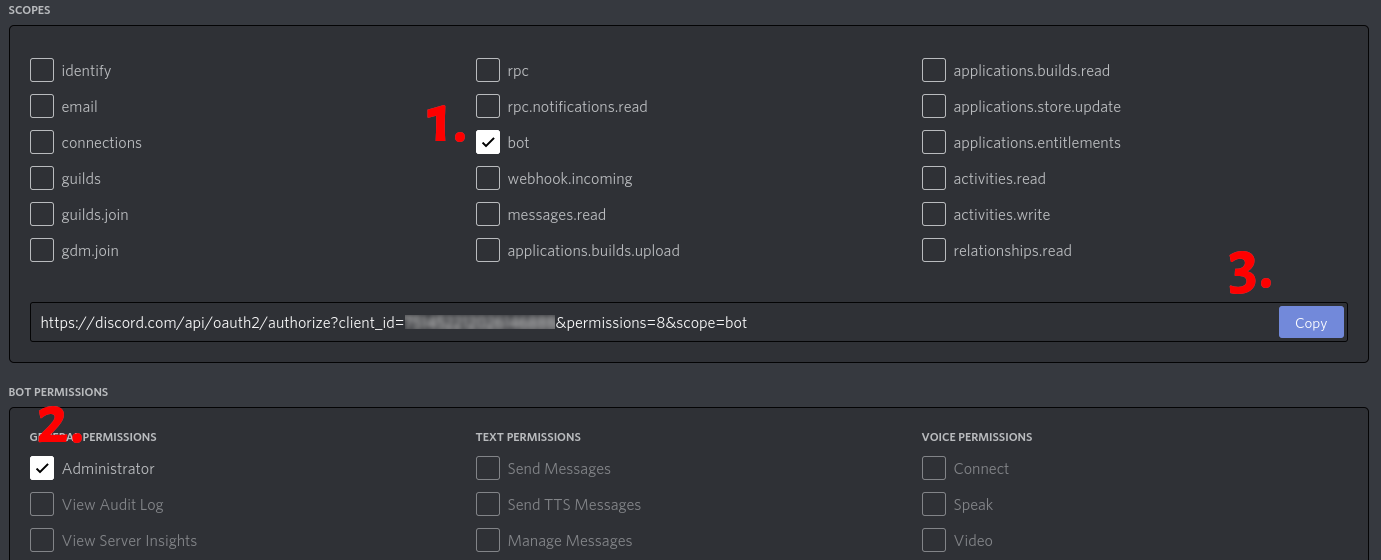 SCOPES
identify
rpc
applications.builds.read
email
rpc.notifications.read
applications.store.update
1.
connections
bot
applications.entitlements
guilds
webhook.incoming
activities.read
guilds.join
messages.read
activities.write
gdm.join
applications.builds.upload
relationships.read
3.
https://discord.com/api/oauth2/authorize?client_id= &permissions=8&scope=bot
Copy
BOT PERMISSIONS
2.
GENERAL PERMISSIONS
TEXT PERMISSIONS
VOICE PERMISSIONS
Administrator
Send Messages
Connect
View Audit Log
Send TTS Messages
Speak
View Server Insights
Manage Messages
Video